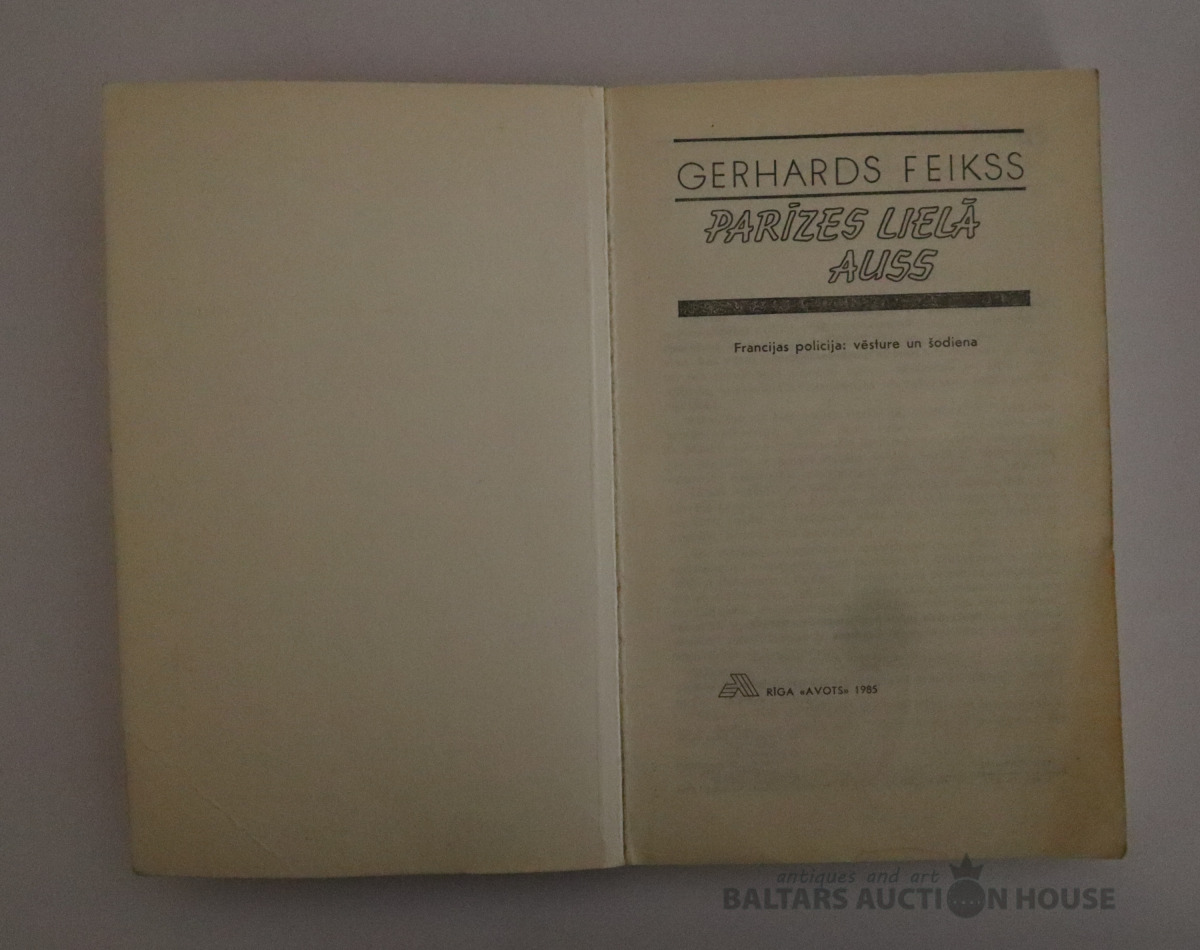 GERHARDS FEIKSS
PARĪZES LIELĀ
AUSS
Francijas policija: vēsture un šodiena
RĪGA «AVOTS» 1985
antiques and art
BALTARS AUCTION HOUSE